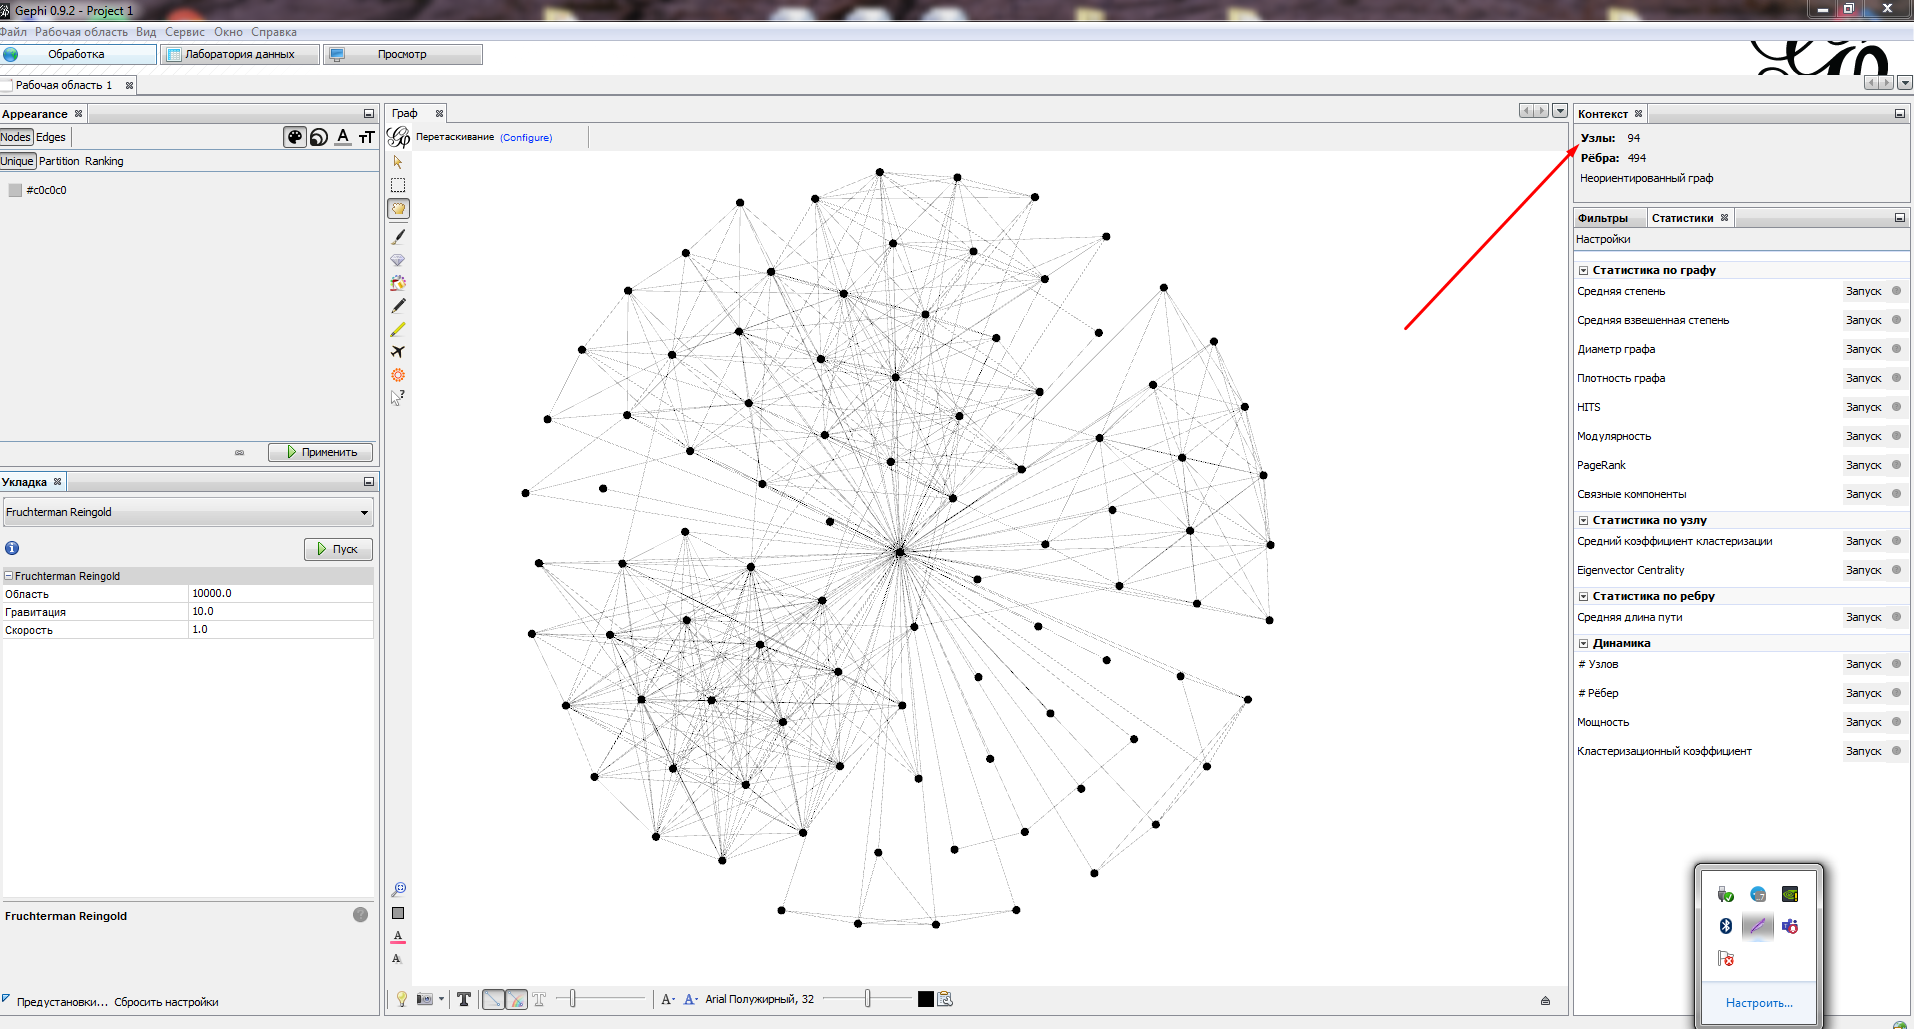 Gephi 0.9.2 - Project 1
Файл Рабочая область Вид Сервис Окно Справка
Обработка Лаборатория данных Просмотр
Рабочая область 1
Appearance
Nodes Edges
Unique Partition Ranking
#c0c0c0
Применить
Укладка
Fruchterman Reingold
Пуск
Fruchterman Reingold
Область 10000.0
Гравитация 10.0
Скорость 1.0
Fruchterman Reingold
Предустановки... Сбросить настройки
Граф
Перетаскивание (Configure)
Arial Полужирный, 32
Контекст
Узлы: 94
Рёбра: 494
Неориентированный граф
Фильтры Статистики
Настройки
Статистика по графу
Средняя степень Запуск
Средняя взвешенная степень Запуск
Диаметр графа Запуск
Плотность графа Запуск
HITS Запуск
Модулярность Запуск
PageRank Запуск
Связные компоненты Запуск
Статистика по узлу
Средний коэффициент кластеризации Запуск
Eigenvector Centrality Запуск
Статистика по ребру
Средняя длина пути Запуск
Динамика
# Узлов Запуск
# Рёбер Запуск
Мощность Запуск
Кластеризационный коэффициент Запуск
Настроить...